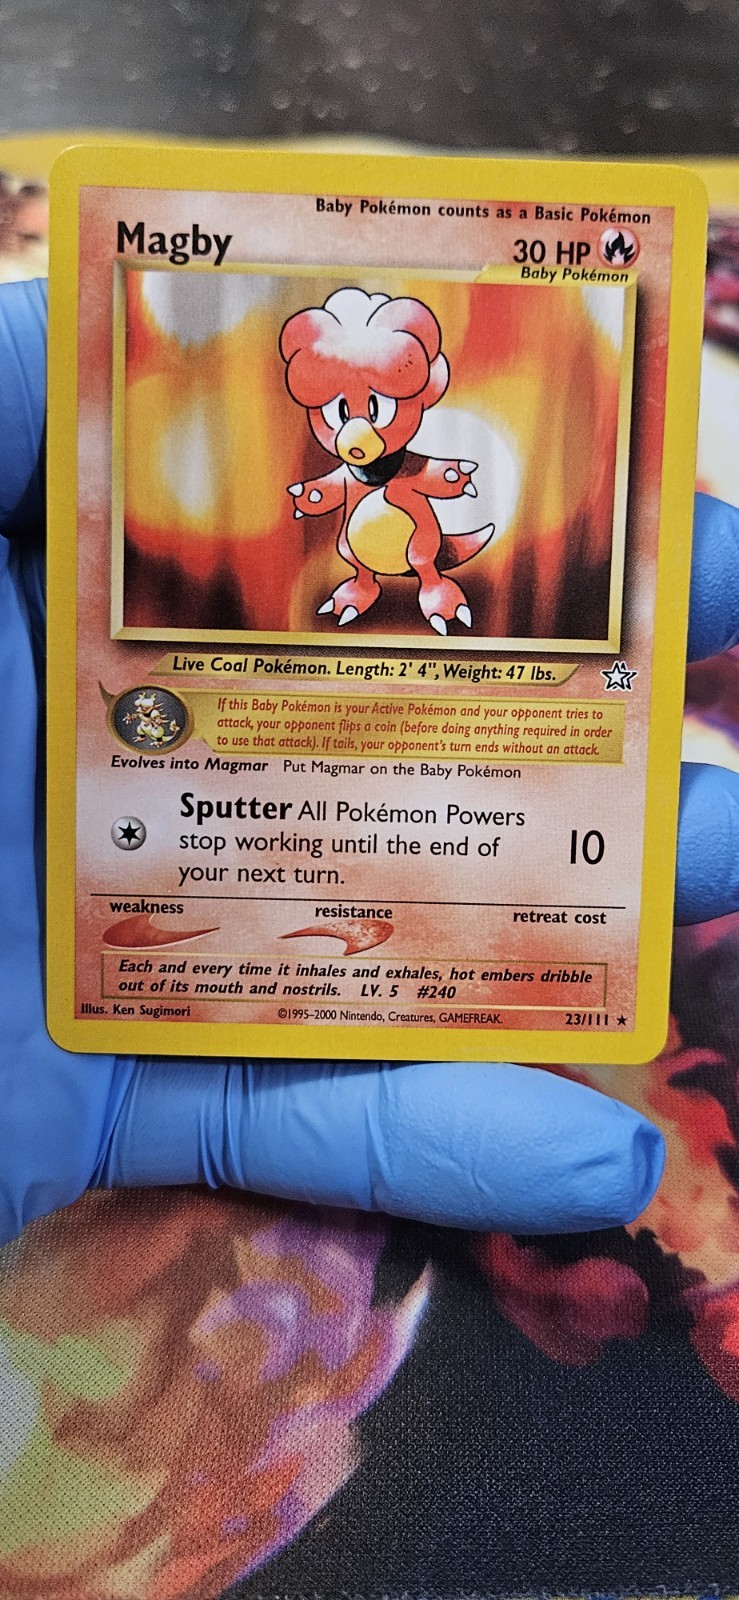 Baby Pokémon counts as a Basic Pokémon
Magby
30 HP
Baby Pokémon
Live Coal Pokémon. Length: 2' 4", Weight: 47 lbs.
If this Baby Pokémon is your Active Pokémon and your opponent tries to
attack, your opponent flips a coin (before doing anything required in order
to use that attack). If tails, your opponent's turn ends without an attack.
Evolves into Magmar Put Magmar on the Baby Pokémon
Sputter All Pokémon Powers
stop working until the end of
your next turn.
10
weakness
resistance
retreat cost
Each and every time it inhales and exhales, hot embers dribble
out of its mouth and nostrils. LV. 5 #240
Illus. Ken Sugimori
©1995-2000 Nintendo, Creatures, GAMEFREAK.
23/111 ★